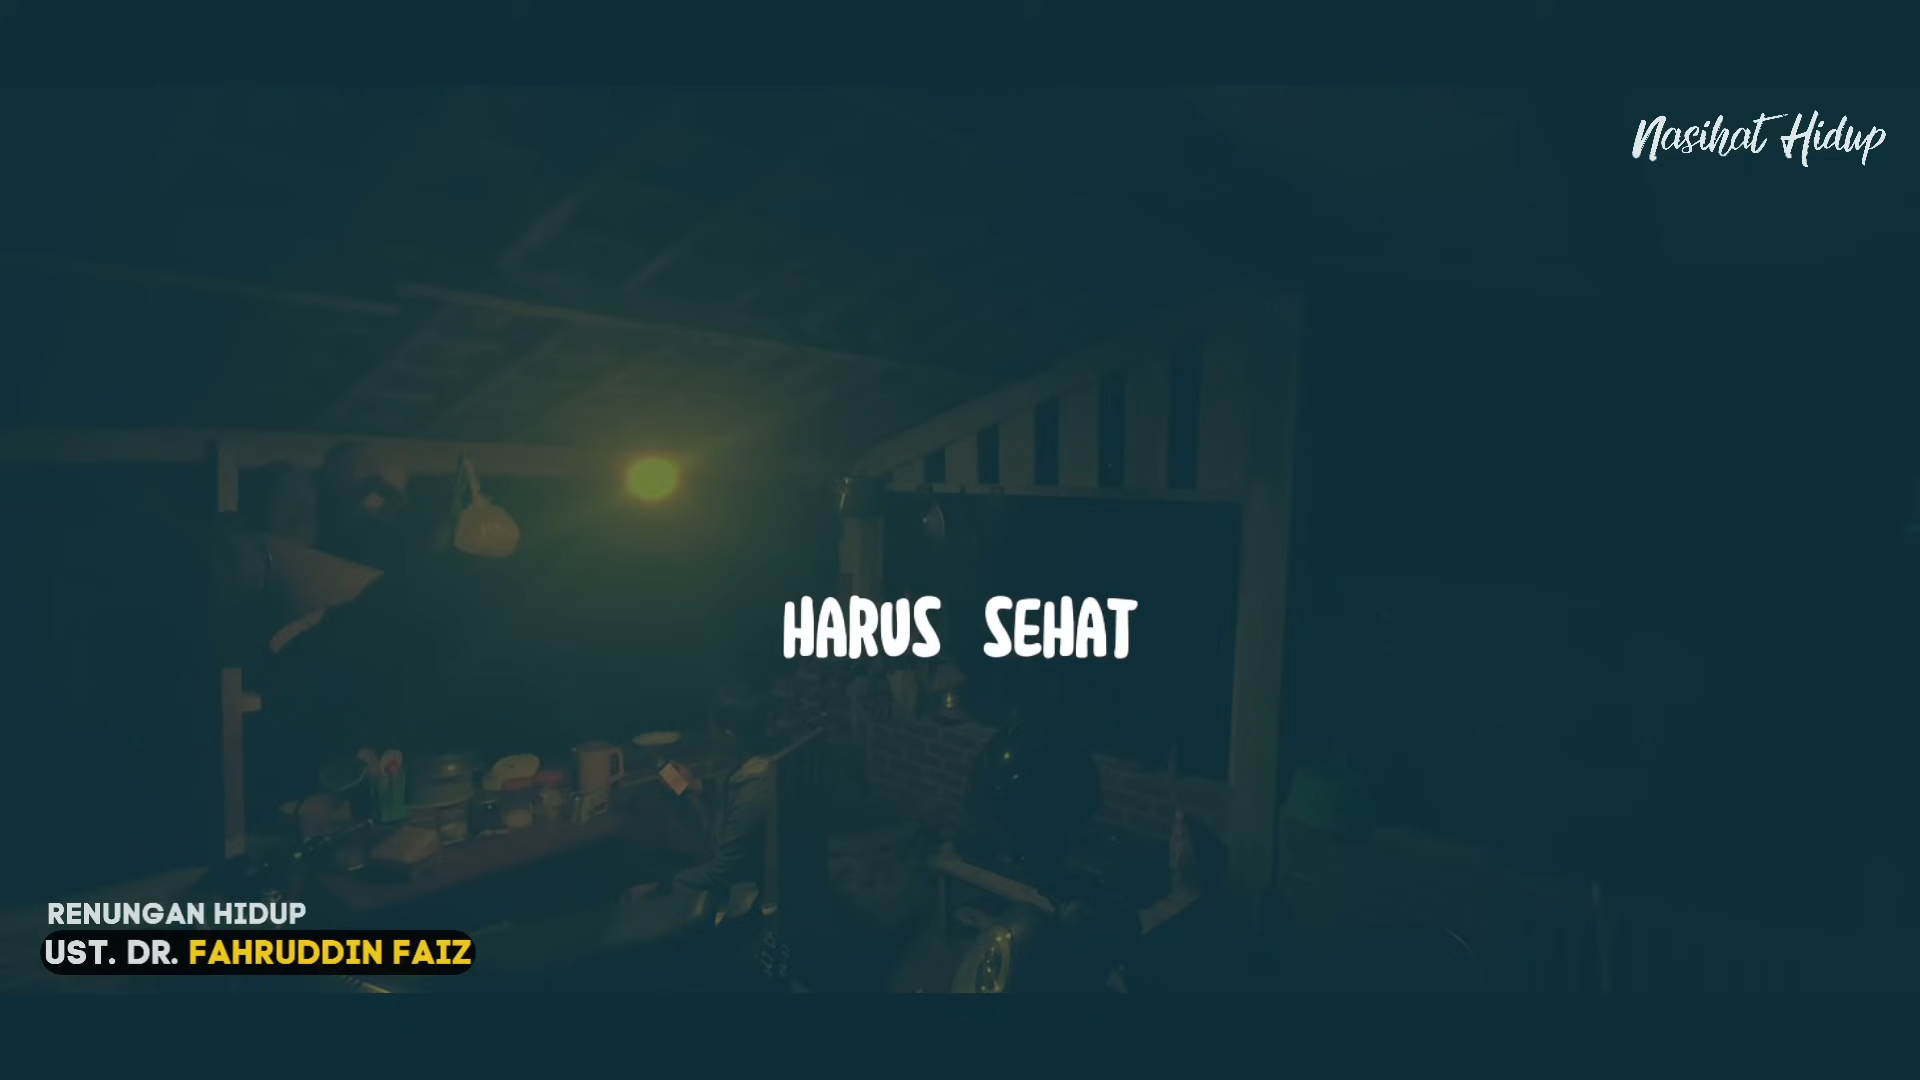 Nasihat Hidup
HARUS SEHAT
RENUNGAN HIDUP
UST. DR. FAHRUDDIN FAIZ